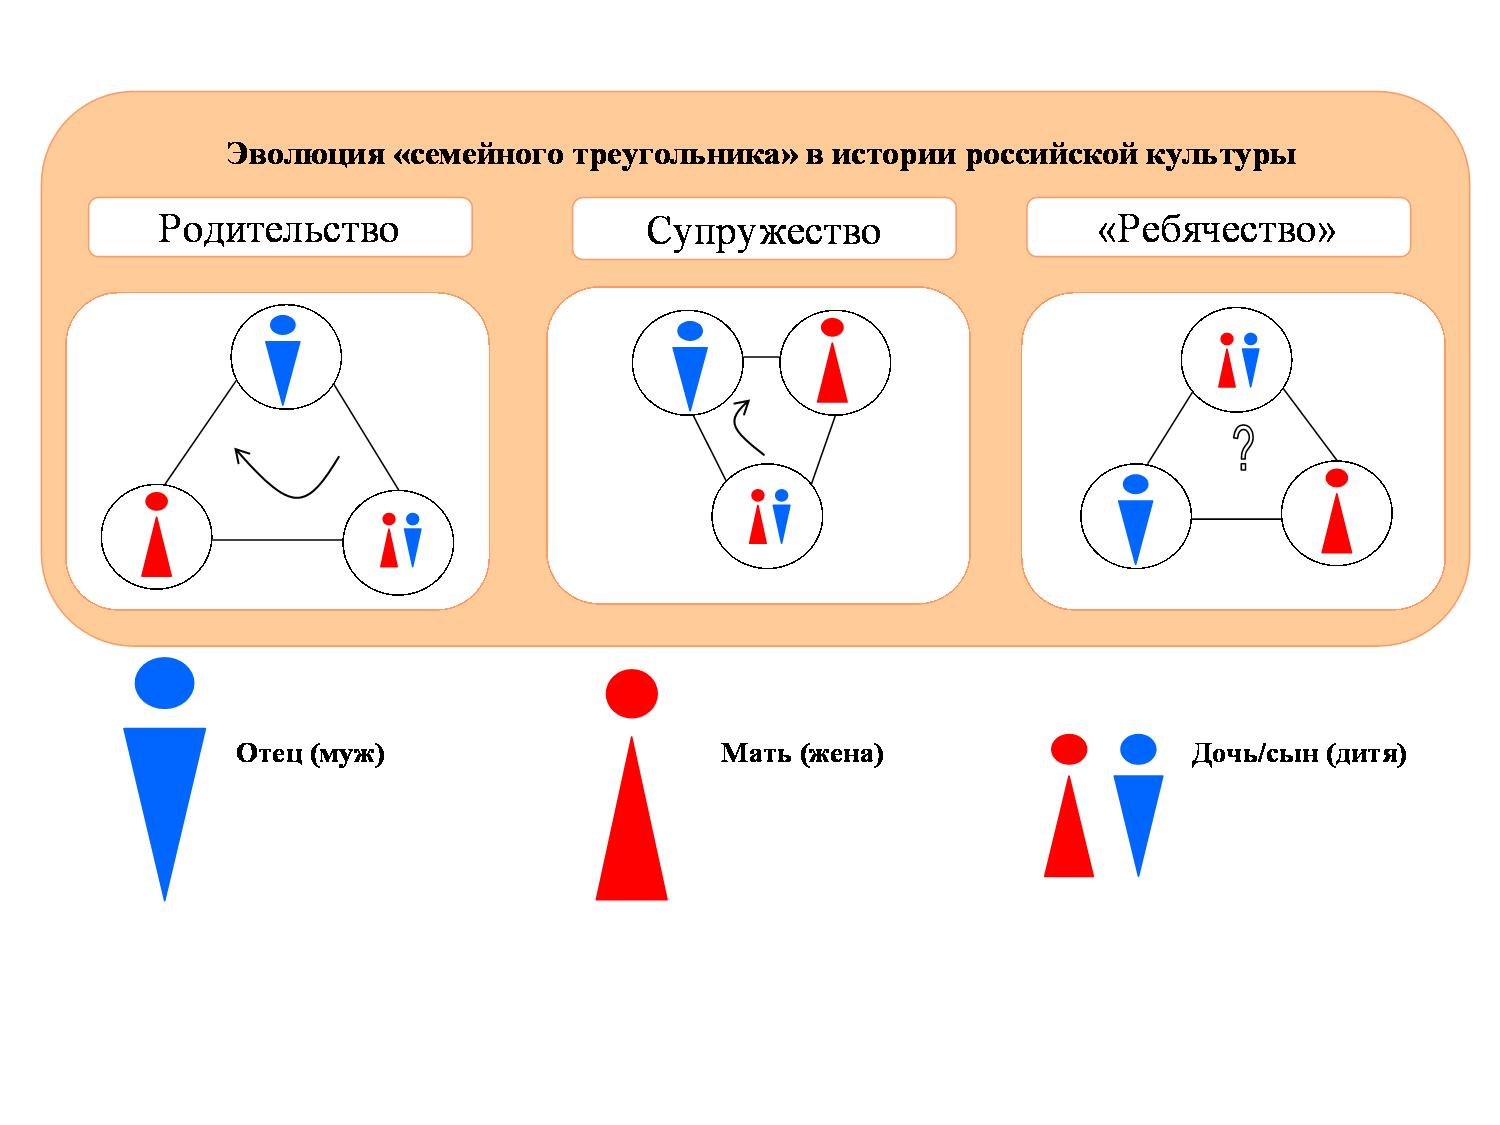 Эволюция «семейного треугольника» в истории российской культуры
Родительство
Супружество
«Ребячество»
?
Отец (муж)
Мать (жена)
Дочь/сын (дитя)